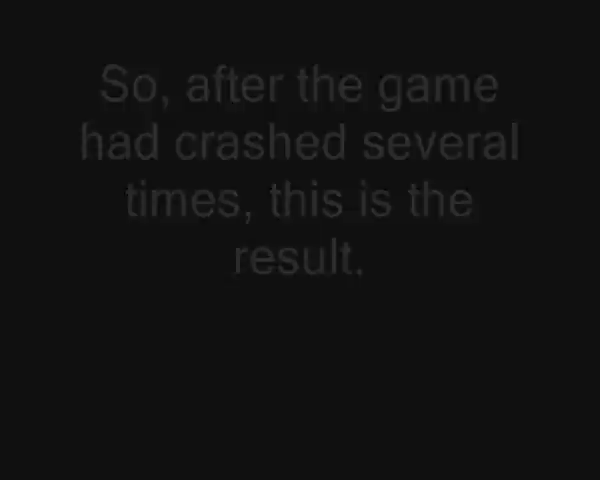 So, after the game
had crashed several
times, this is the
result.